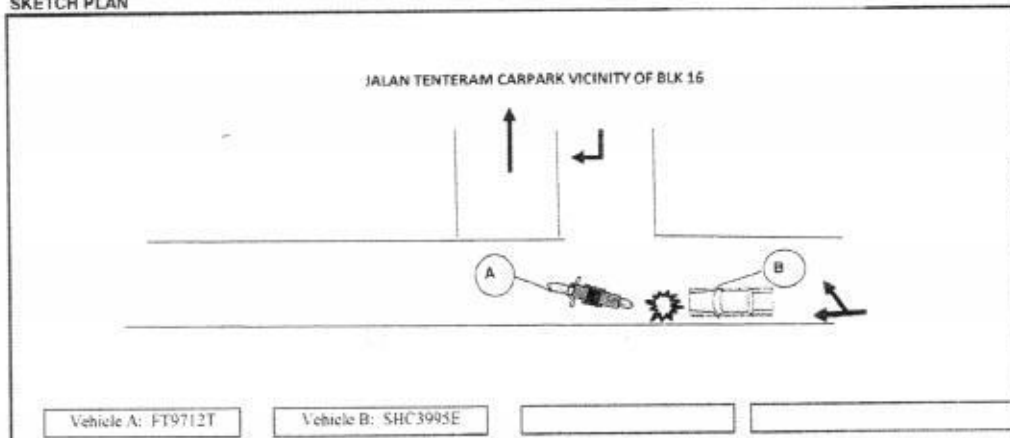 SKETCH PLAN
JALAN TENTERAM CARPARK VICINITY OF BLK 16
A
B
Vehicle A: FT9712T
Vehicle B: SHC3995E